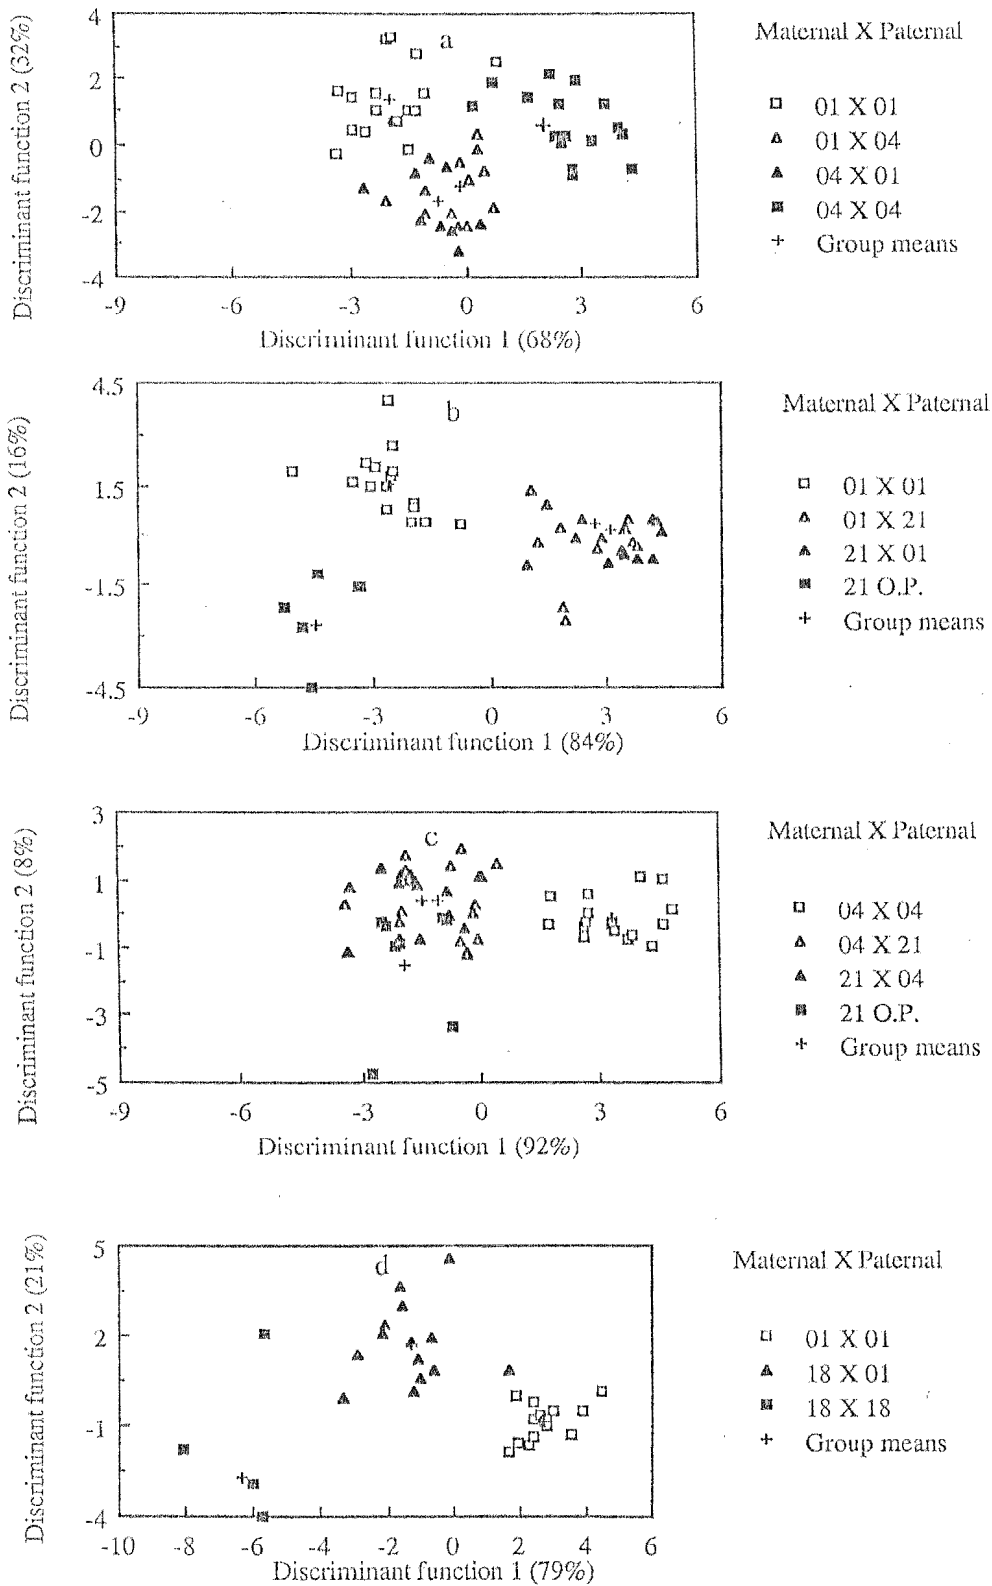 Discriminant function 2 (32%)
4
2
0
-2
-4
a
-9 -6 -3 0 3 6
Discriminant function 1 (68%)
Maternal X Paternal
01 X 01
01 X 04
04 X 01
04 X 04
Group means
Discriminant function 2 (16%)
4.5
1.5
-1.5
-4.5
b
-9 -6 -3 0 3 6
Discriminant function 1 (84%)
Maternal X Paternal
01 X 01
01 X 21
21 X 01
21 O.P.
Group means
Discriminant function 2 (8%)
3
1
-1
-3
-5
c
-9 -6 -3 0 3 6
Discriminant function 1 (92%)
Maternal X Paternal
04 X 04
04 X 21
21 X 04
21 O.P.
Group means
Discriminant function 2 (21%)
5
2
-1
-4
d
-10 -8 -6 -4 -2 0 2 4 6
Discriminant function 1 (79%)
Maternal X Paternal
01 X 01
18 X 01
18 X 18
Group means